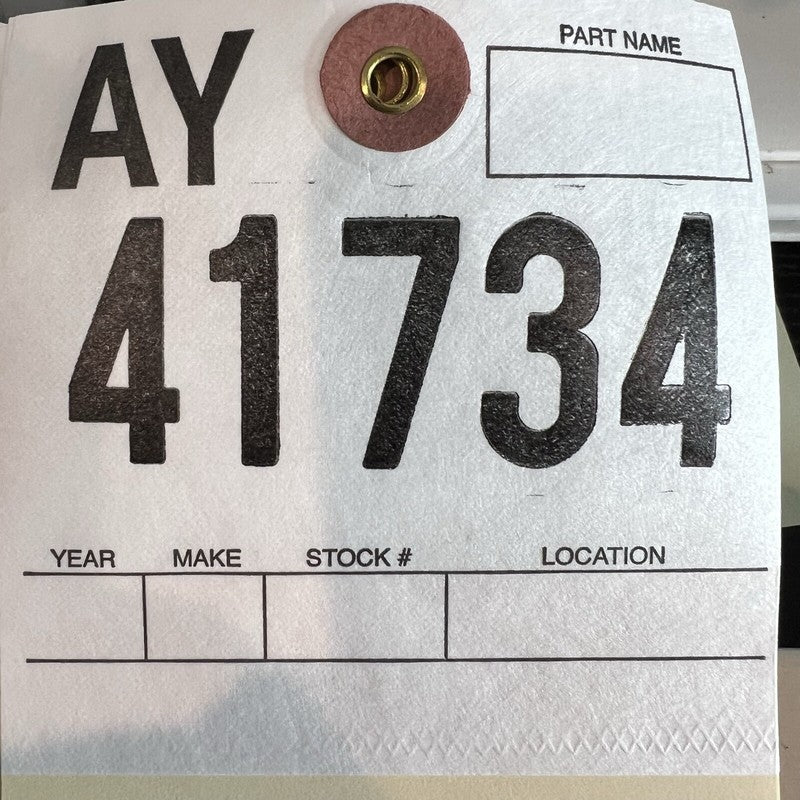 AY
PART NAME
41734
YEAR MAKE STOCK # LOCATION